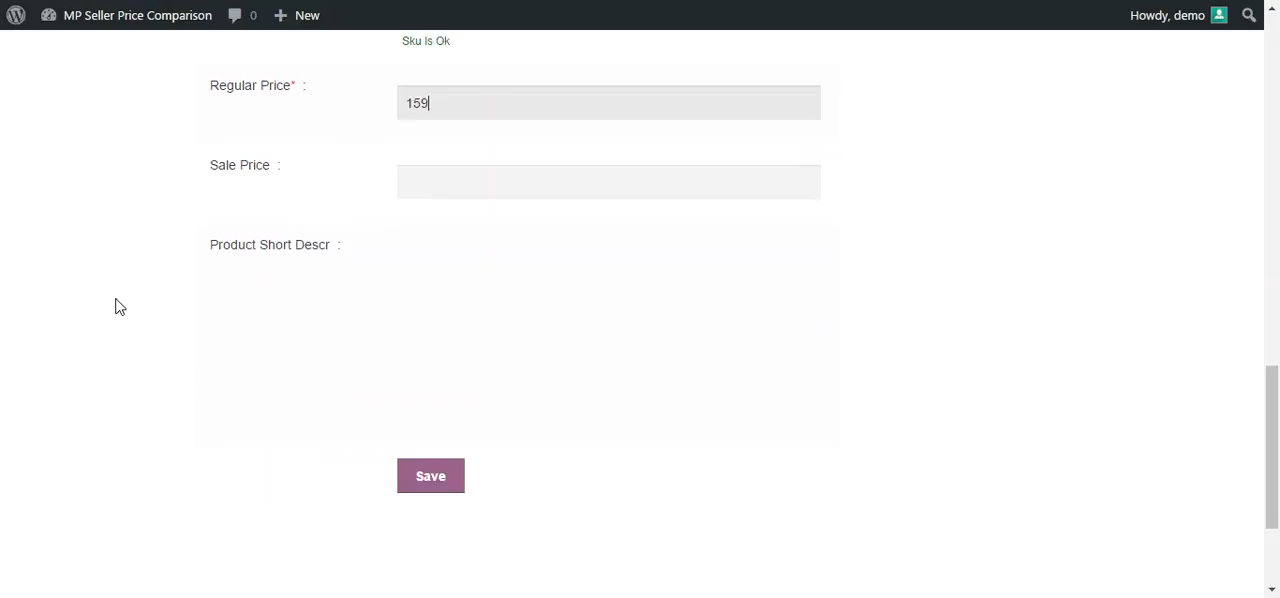 MP Seller Price Comparison 0 New Howdy, demo
Sku Is Ok
Regular Price* :
159
Sale Price :
Product Short Descr :
Save